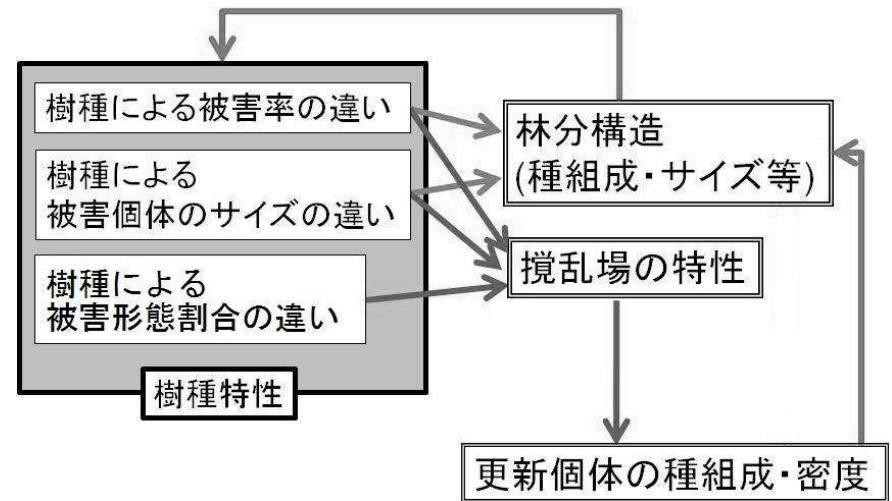 樹種による被害率の違い
樹種による
被害個体のサイズの違い
樹種による
被害形態割合の違い
樹種特性
林分構造
(種組成・サイズ等)
撹乱場の特性
更新個体の種組成・密度